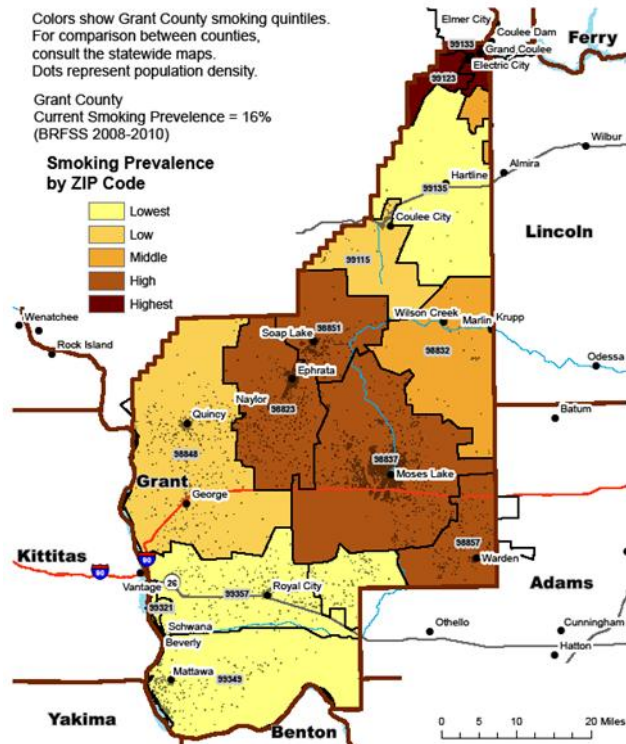 Colors show Grant County smoking quintiles.
For comparison between counties,
consult the statewide maps.
Dots represent population density.
Grant County
Current Smoking Prevelence = 16%
(BRFSS 2008-2010)
Smoking Prevalence
by ZIP Code
Lowest
Low
Middle
High
Highest
Elmer City
Coulee Dam
99133
Grand Coulee
Ferry
Electric City
99123
Wilbur
Almira
Hartline
99135
Coulee City
Lincoln
99115
Wenatchee
Wilson Creek
Marlin
Krupp
98851
Soap Lake
Rock Island
98832
Odessa
Ephrata
Naylor
98823
Quincy
Batum
98848
98837
Moses Lake
Grant
George
98857
Warden
Kittitas
90
90
Vantage
26
99357
Royal City
Adams
99321
Schwana
Othello
Cunningham
Beverly
Hatton
Mattawa
99343
Yakima
Benton
0 5 10 20 Miles